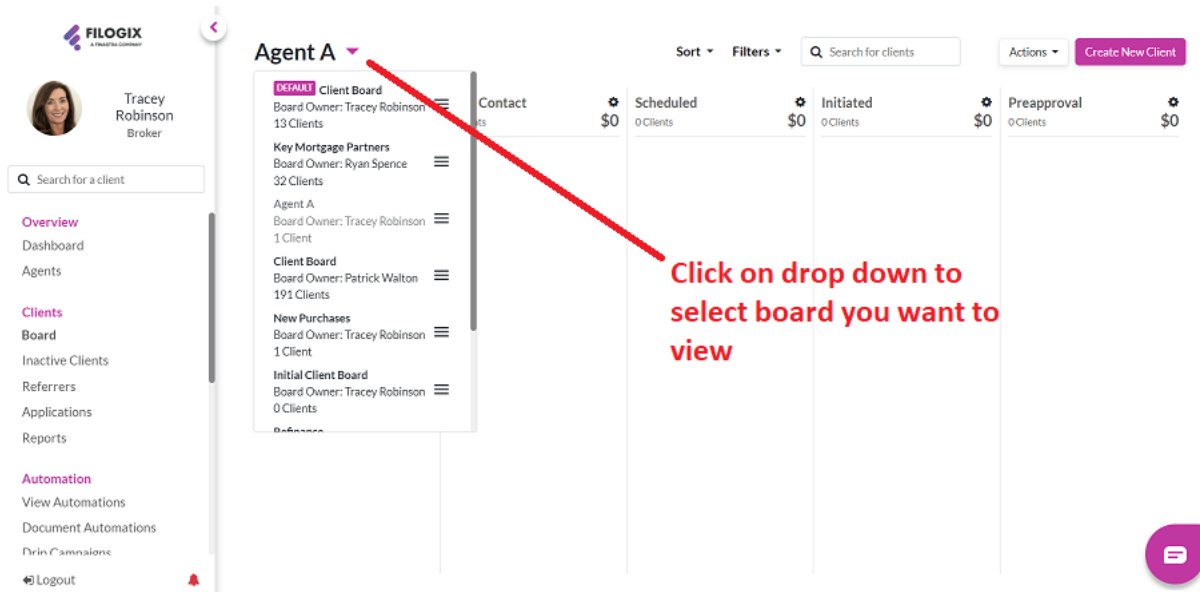 FILOGIX
A FINASTRA COMPANY
Tracey
Robinson
Broker
Search for a client
Overview
Dashboard
Agents
Clients
Board
Inactive Clients
Referrers
Applications
Reports
Automation
View Automations
Document Automations
Drip Campaigns
Logout
Agent A
Sort
Filters
Search for clients
Actions
Create New Client
DEFAULT Client Board
Board Owner: Tracey Robinson
13 Clients
Key Mortgage Partners
Board Owner: Ryan Spence
32 Clients
Agent A
Board Owner: Tracey Robinson
1 Client
Client Board
Board Owner: Patrick Walton
191 Clients
New Purchases
Board Owner: Tracey Robinson
1 Client
Initial Client Board
Board Owner: Tracey Robinson
0 Clients
Refinance
Contact
$0
Scheduled
0 Clients $0
Initiated
0 Clients $0
Preapproval
0 Clients $0
Click on drop down to
select board you want to
view